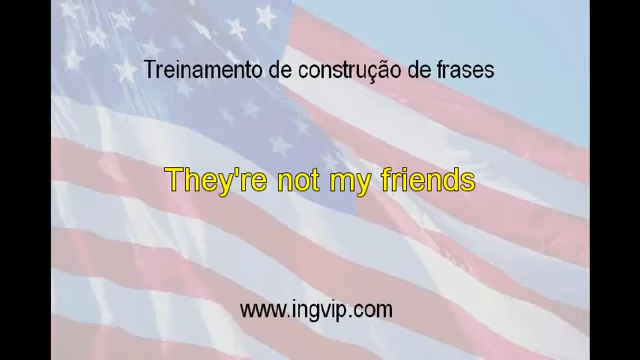 Treinamento de construção de frases
They're not my friends
www.ingvip.com